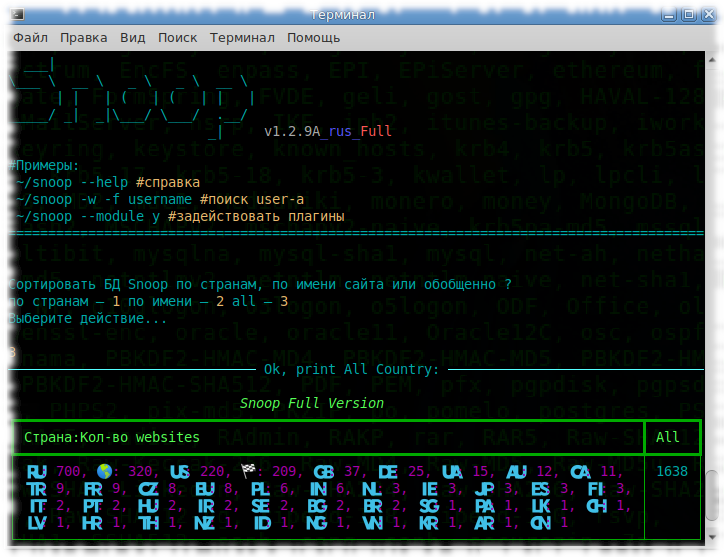 Терминал
Файл Правка Вид Поиск Терминал Помощь
v1.2.9A_rus_Full
#Примеры:
~/snoop --help #справка
~/snoop -w -f username #поиск user-а
~/snoop --module y #задействовать плагины
Сортировать БД Snoop по странам, по имени сайта или обобщенно ?
по странам — 1 по имени — 2 all — 3
Выберите действие...
3
Ok, print All Country:
Snoop Full Version
Страна:Кол-во websites All
RU: 700, 🌎: 320, US: 220, 🏁: 209, GB: 37, DE: 25, UA: 15, AU: 12, CA: 11, 1638
TR: 9, FR: 9, CZ: 8, EU: 8, PL: 6, IN: 6, NL: 3, IE: 3, JP: 3, ES: 3, FI: 3,
IT: 2, PT: 2, HU: 2, IR: 2, SE: 2, BG: 2, BR: 2, SG: 1, PA: 1, LK: 1, CH: 1,
LV: 1, HR: 1, TH: 1, NZ: 1, ID: 1, NG: 1, VN: 1, KR: 1, AR: 1, CN: 1